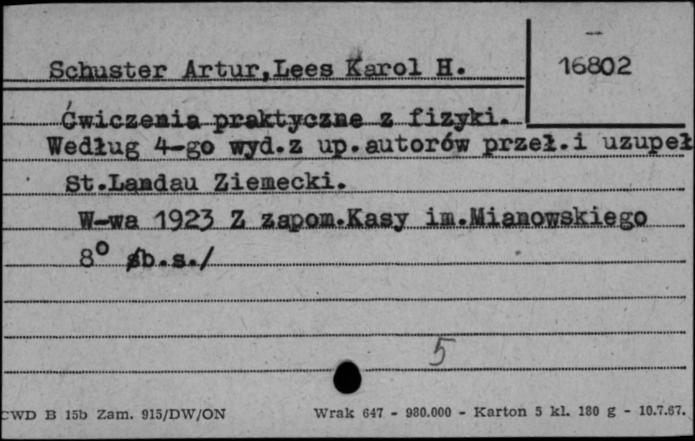 Schuster Artur,Lees Karol H.
16802
Ćwiczenia praktyczne z fizyki.
Według 4-go wyd.z up.autorów przeł.i uzupeł
St.Landau Ziemecki.
W-wa 1923 Z zapom.Kasy im.Mianowskiego
8° /b.s./
5
CWD B 15b Zam. 915/DW/ON
Wrak 647 - 980.000 - Karton 5 kl. 180 g - 10.7.67.